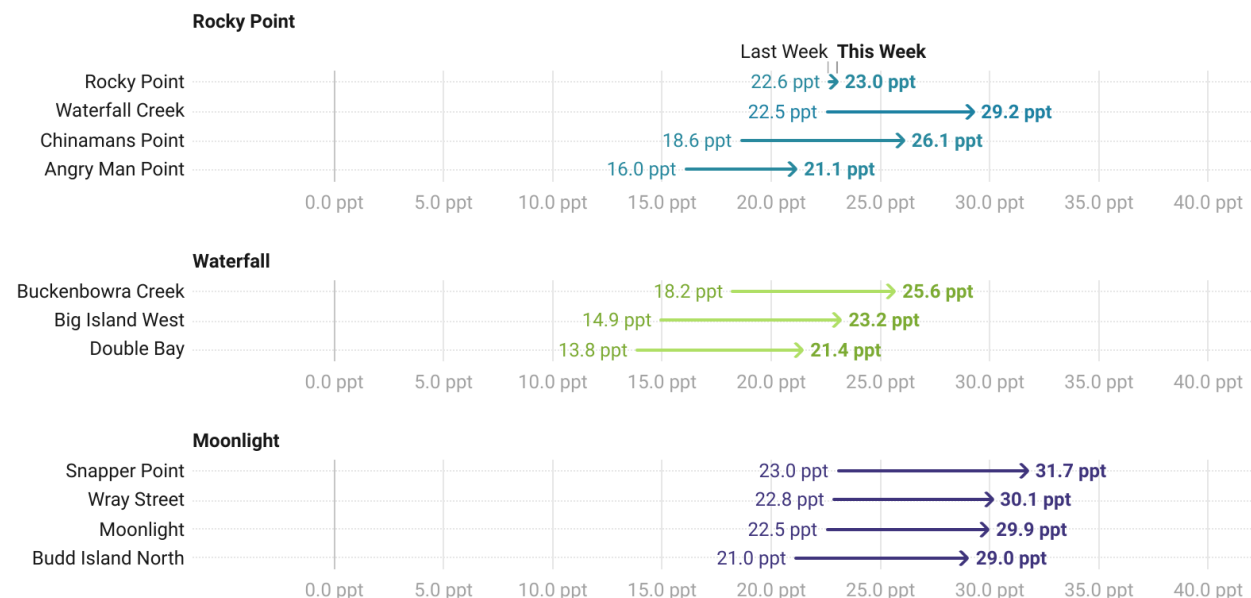 Rocky Point
Last Week This Week
Rocky Point 22.6 ppt 23.0 ppt
Waterfall Creek 22.5 ppt 29.2 ppt
Chinamans Point 18.6 ppt 26.1 ppt
Angry Man Point 16.0 ppt 21.1 ppt
0.0 ppt 5.0 ppt 10.0 ppt 15.0 ppt 20.0 ppt 25.0 ppt 30.0 ppt 35.0 ppt 40.0 ppt
Waterfall
Buckenbowra Creek 18.2 ppt 25.6 ppt
Big Island West 14.9 ppt 23.2 ppt
Double Bay 13.8 ppt 21.4 ppt
0.0 ppt 5.0 ppt 10.0 ppt 15.0 ppt 20.0 ppt 25.0 ppt 30.0 ppt 35.0 ppt 40.0 ppt
Moonlight
Snapper Point 23.0 ppt 31.7 ppt
Wray Street 22.8 ppt 30.1 ppt
Moonlight 22.5 ppt 29.9 ppt
Budd Island North 21.0 ppt 29.0 ppt
0.0 ppt 5.0 ppt 10.0 ppt 15.0 ppt 20.0 ppt 25.0 ppt 30.0 ppt 35.0 ppt 40.0 ppt